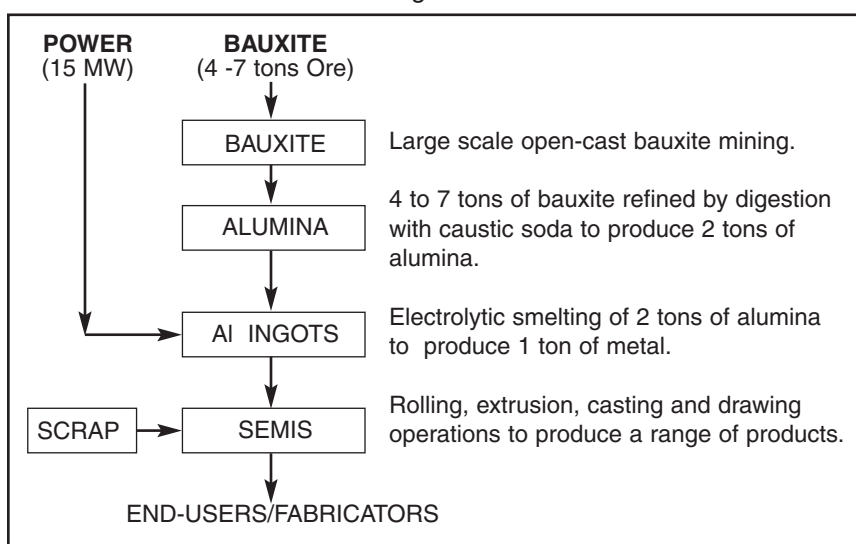 POWER
(15 MW)
BAUXITE
(4 -7 tons Ore)
BAUXITE
Large scale open-cast bauxite mining.
ALUMINA
4 to 7 tons of bauxite refined by digestion
with caustic soda to produce 2 tons of
alumina.
Al INGOTS
Electrolytic smelting of 2 tons of alumina
to produce 1 ton of metal.
SCRAP
SEMIS
Rolling, extrusion, casting and drawing
operations to produce a range of products.
END-USERS/FABRICATORS